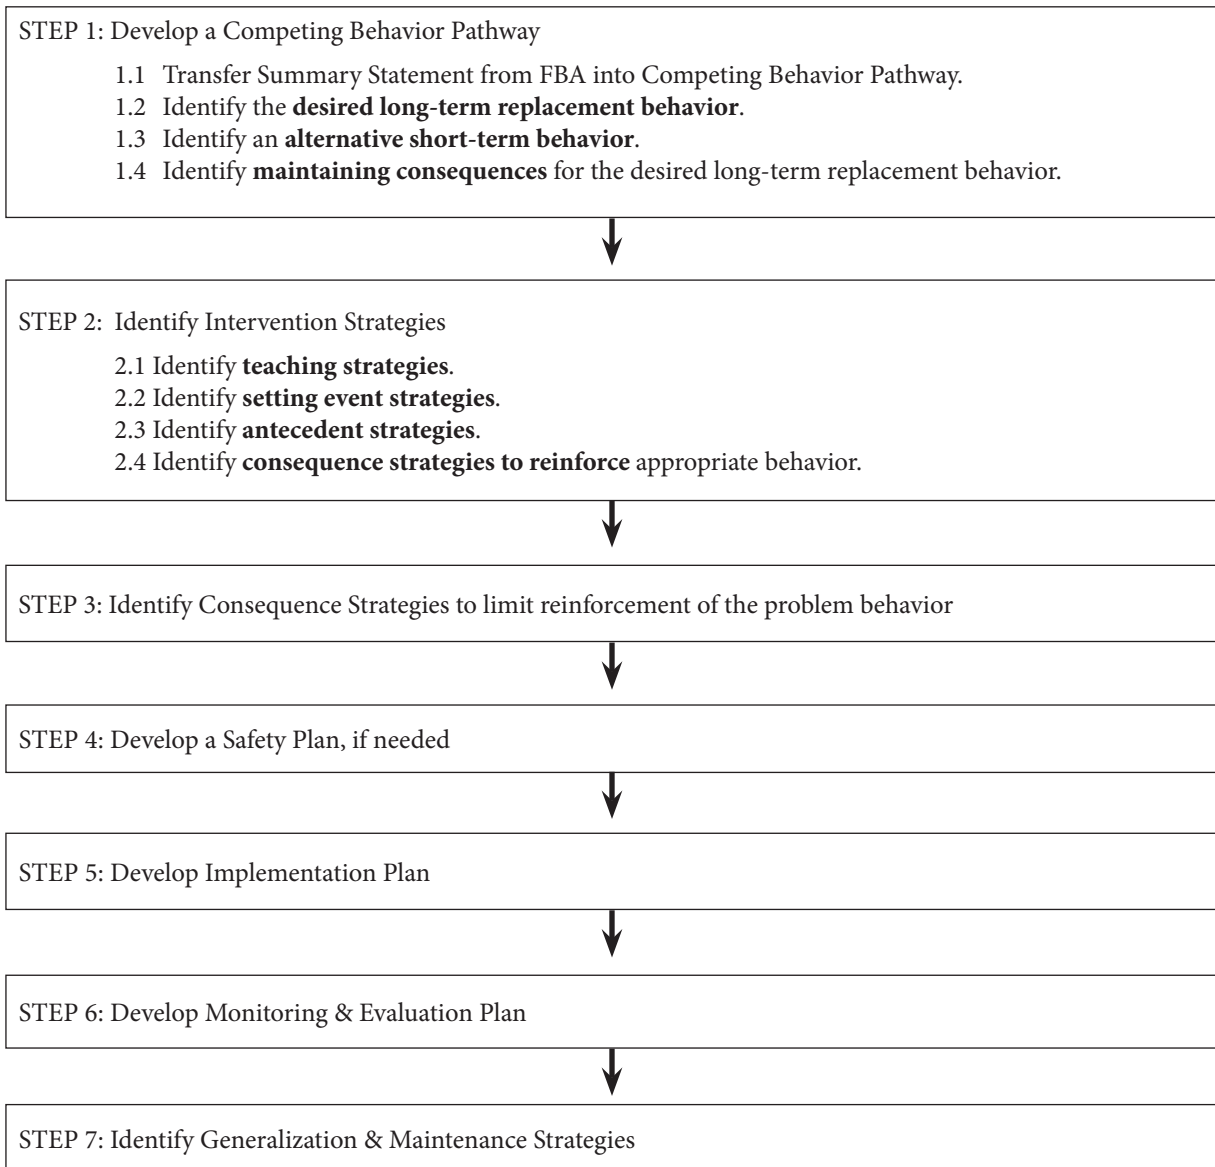 STEP 1: Develop a Competing Behavior Pathway
1.1 Transfer Summary Statement from FBA into Competing Behavior Pathway.
1.2 Identify the desired long-term replacement behavior.
1.3 Identify an alternative short-term behavior.
1.4 Identify maintaining consequences for the desired long-term replacement behavior.
STEP 2: Identify Intervention Strategies
2.1 Identify teaching strategies.
2.2 Identify setting event strategies.
2.3 Identify antecedent strategies.
2.4 Identify consequence strategies to reinforce appropriate behavior.
STEP 3: Identify Consequence Strategies to limit reinforcement of the problem behavior
STEP 4: Develop a Safety Plan, if needed
STEP 5: Develop Implementation Plan
STEP 6: Develop Monitoring & Evaluation Plan
STEP 7: Identify Generalization & Maintenance Strategies